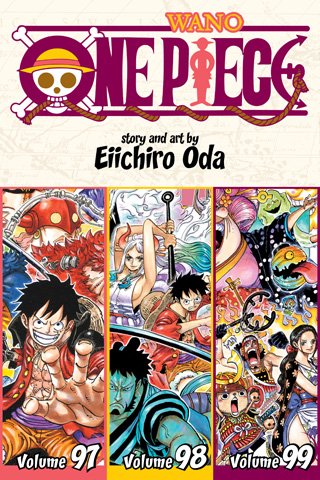 WANO
ONE PIECE
story and art by
Eiichiro Oda
Volume 97
Volume 98
Volume 99